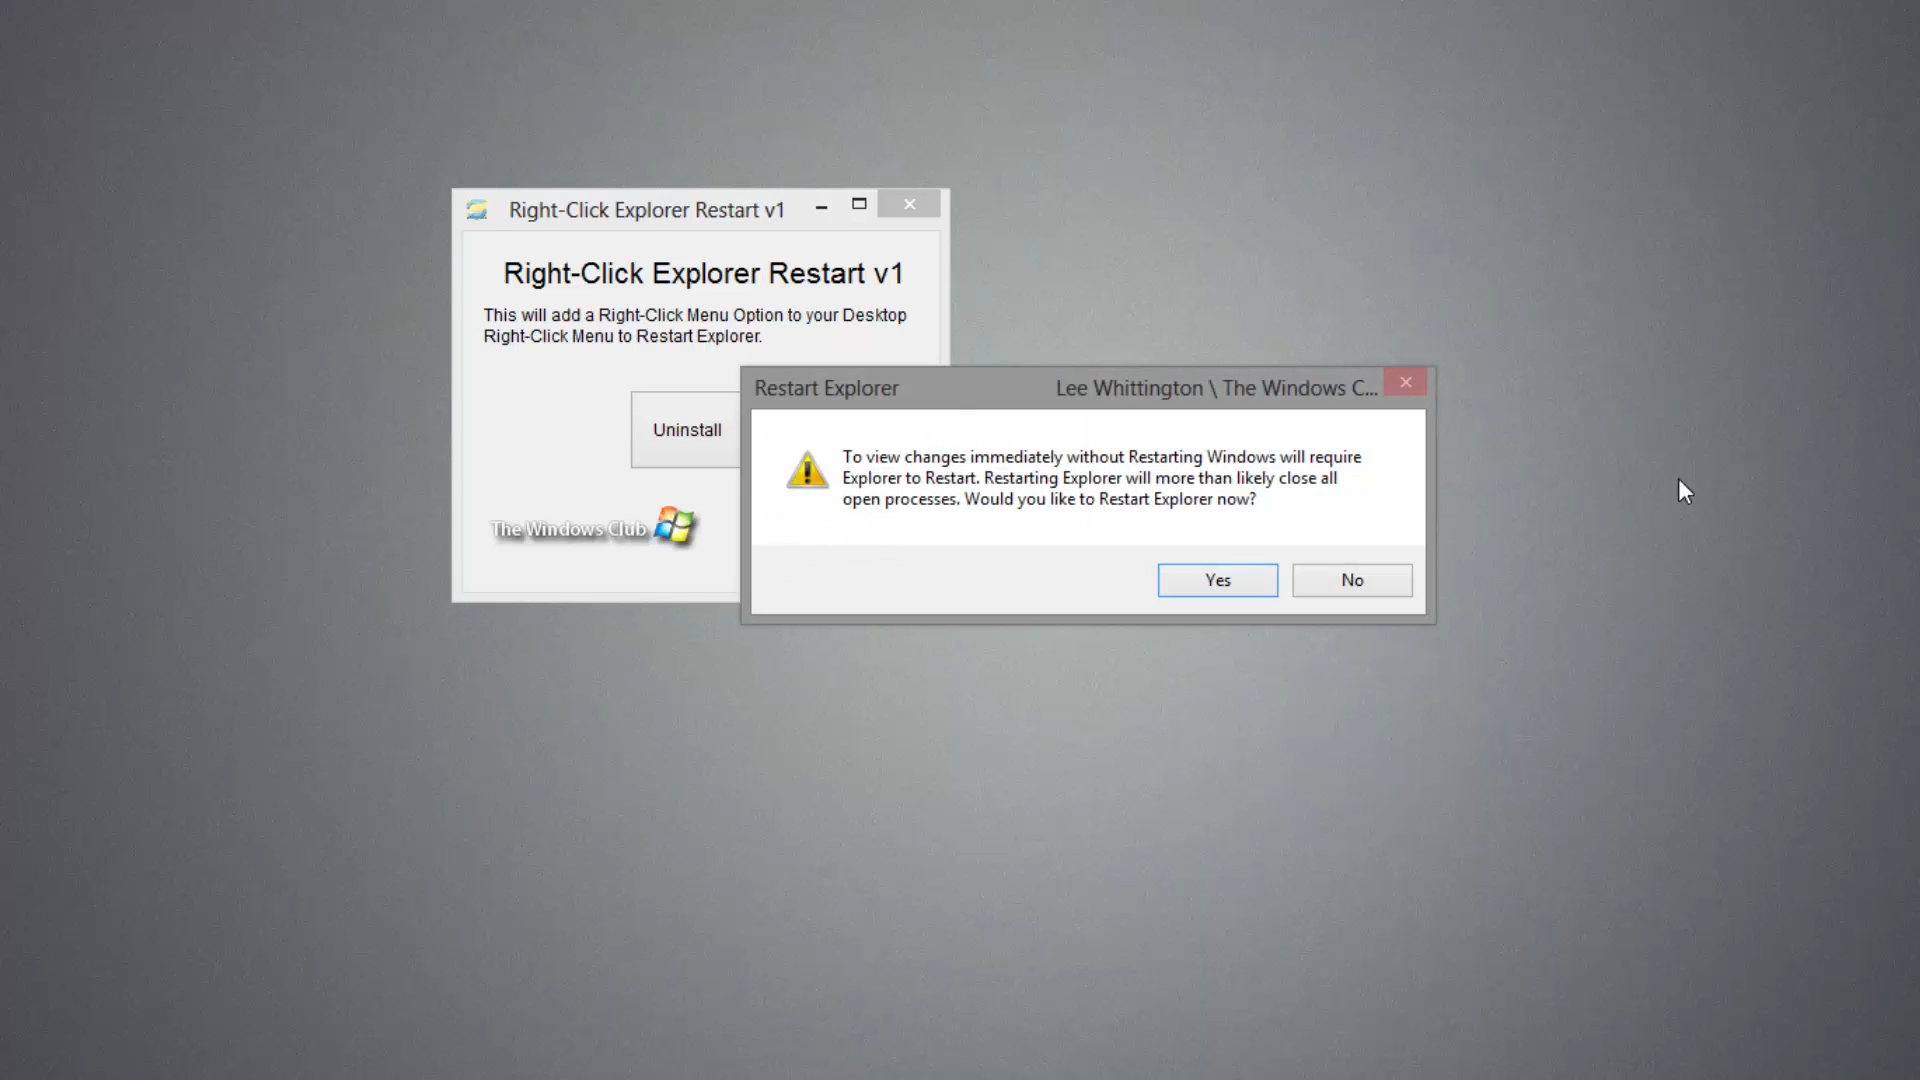 Right-Click Explorer Restart v1
Right-Click Explorer Restart v1
This will add a Right-Click Menu Option to your Desktop
Right-Click Menu to Restart Explorer.
Uninstall
The Windows Club
Restart Explorer Lee Whittington \ The Windows C...
To view changes immediately without Restarting Windows will require
Explorer to Restart. Restarting Explorer will more than likely close all
open processes. Would you like to Restart Explorer now?
Yes No